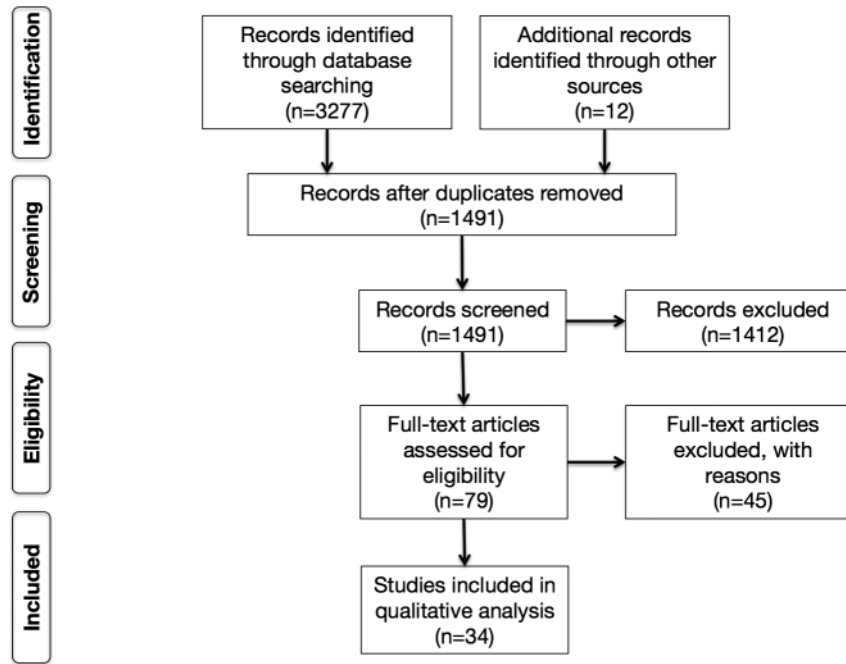 Identification
Records identified
through database
searching
(n=3277)
Additional records
identified through other
sources
(n=12)
Screening
Records after duplicates removed
(n=1491)
Records screened
(n=1491)
Records excluded
(n=1412)
Eligibility
Full-text articles
assessed for
eligibility
(n=79)
Full-text articles
excluded, with
reasons
(n=45)
Included
Studies included in
qualitative analysis
(n=34)